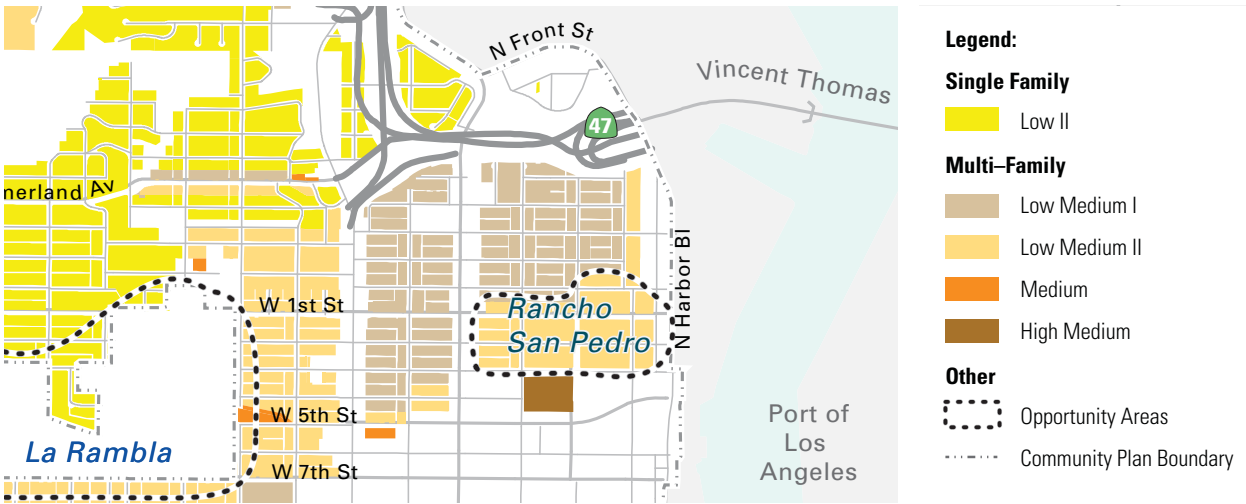 N Front St
Vincent Thomas
47
nerland Av
N Harbor Bl
W 1st St
Rancho
San Pedro
W 5th St
La Rambla
W 7th St
Port of
Los
Angeles
Legend:
Single Family
Low II
Multi–Family
Low Medium I
Low Medium II
Medium
High Medium
Other
Opportunity Areas
Community Plan Boundary